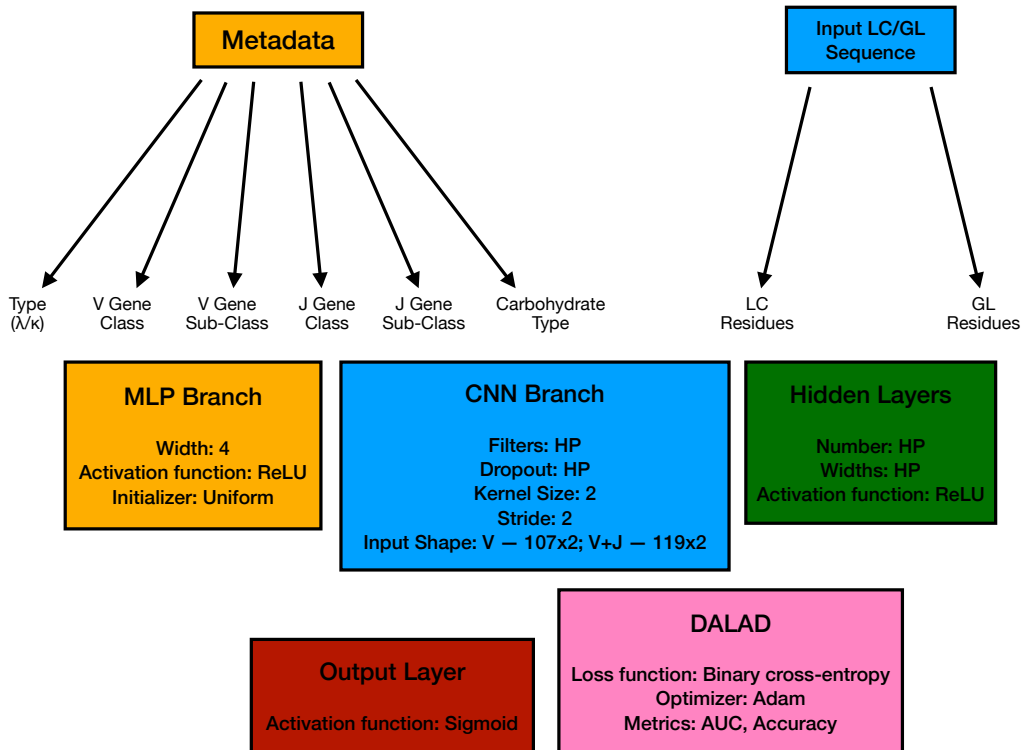 Metadata
Input LC/GL
Sequence
Type
(λ/κ)
V Gene
Class
V Gene
Sub-Class
J Gene
Class
J Gene
Sub-Class
Carbohydrate
Type
LC
Residues
GL
Residues
MLP Branch
Width: 4
Activation function: ReLU
Initializer: Uniform
CNN Branch
Filters: HP
Dropout: HP
Kernel Size: 2
Stride: 2
Input Shape: V — 107x2; V+J — 119x2
Hidden Layers
Number: HP
Widths: HP
Activation function: ReLU
Output Layer
Activation function: Sigmoid
DALAD
Loss function: Binary cross-entropy
Optimizer: Adam
Metrics: AUC, Accuracy